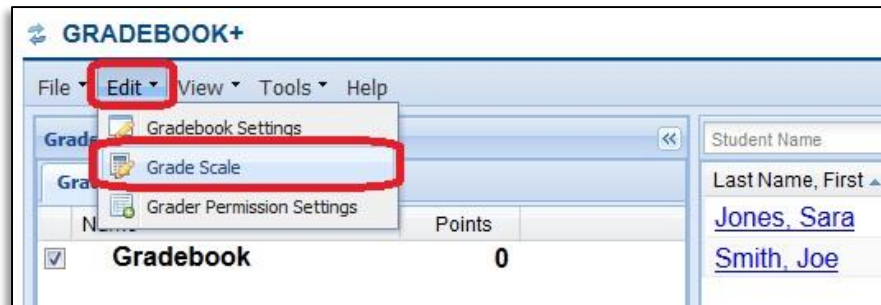 GRADEBOOK+
File Edit View Tools Help
Gradebook Settings
Grade Scale
Grader Permission Settings
Student Name
Last Name, First
Points
Gradebook 0
Jones, Sara
Smith, Joe